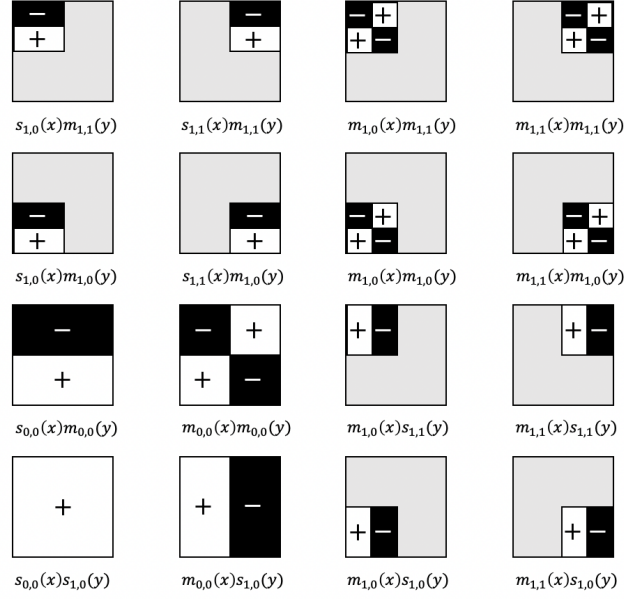 − − − + − +
+ + + − + −
s₁,₀(x)m₁,₁(y) s₁,₁(x)m₁,₁(y) m₁,₀(x)m₁,₁(y) m₁,₁(x)m₁,₁(y)
− − − + − +
+ + + − + −
s₁,₀(x)m₁,₀(y) s₁,₁(x)m₁,₀(y) m₁,₀(x)m₁,₀(y) m₁,₁(x)m₁,₀(y)
− − + + − + −
+ + −
s₀,₀(x)m₀,₀(y) m₀,₀(x)m₀,₀(y) m₁,₀(x)s₁,₁(y) m₁,₁(x)s₁,₁(y)
+ + − + − + −
s₀,₀(x)s₁,₀(y) m₀,₀(x)s₁,₀(y) m₁,₀(x)s₁,₀(y) m₁,₁(x)s₁,₀(y)